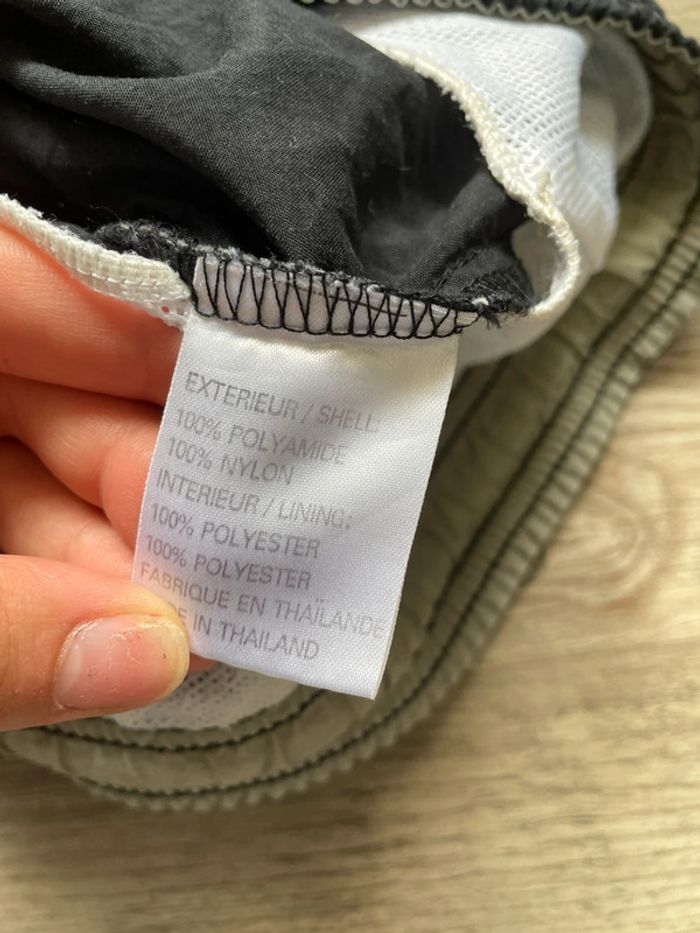 EXTERIEUR / SHELL:
100% POLYAMIDE
100% NYLON
INTERIEUR / LINING:
100% POLYESTER
100% POLYESTER
FABRIQUE EN THAÏLANDE
IN THAILAND